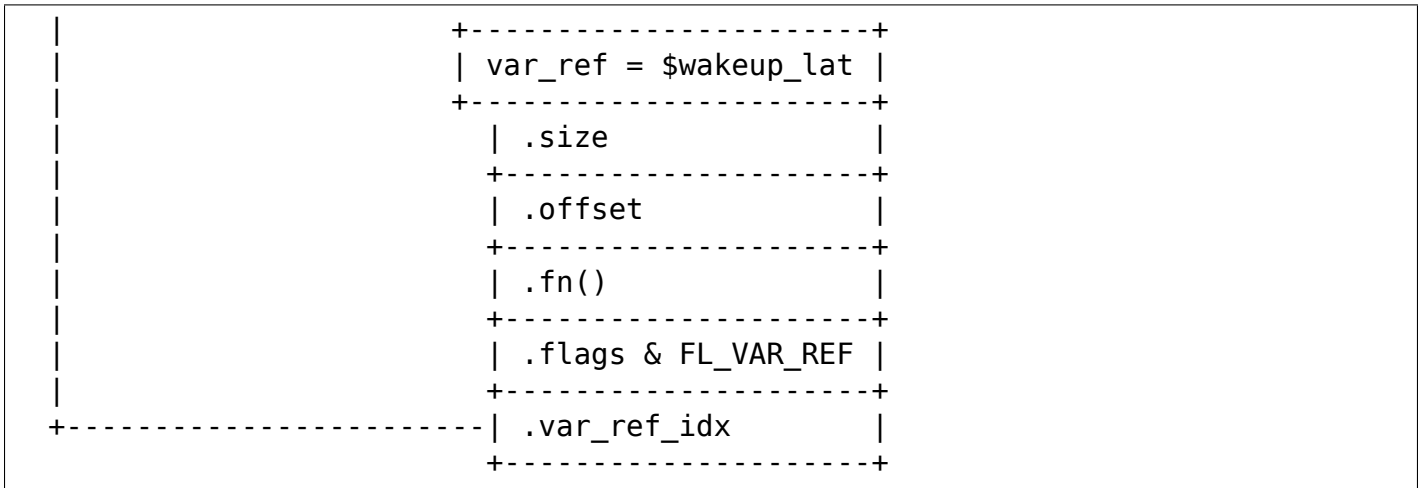 |                      +-----------------------+
|                      | var_ref = $wakeup_lat |
|                      +-----------------------+
|                        | .size               |
|                        +---------------------+
|                        | .offset             |
|                        +---------------------+
|                        | .fn()               |
|                        +---------------------+
|                        | .flags & FL_VAR_REF |
|                        +---------------------+
+------------------------| .var_ref_idx        |
                         +---------------------+